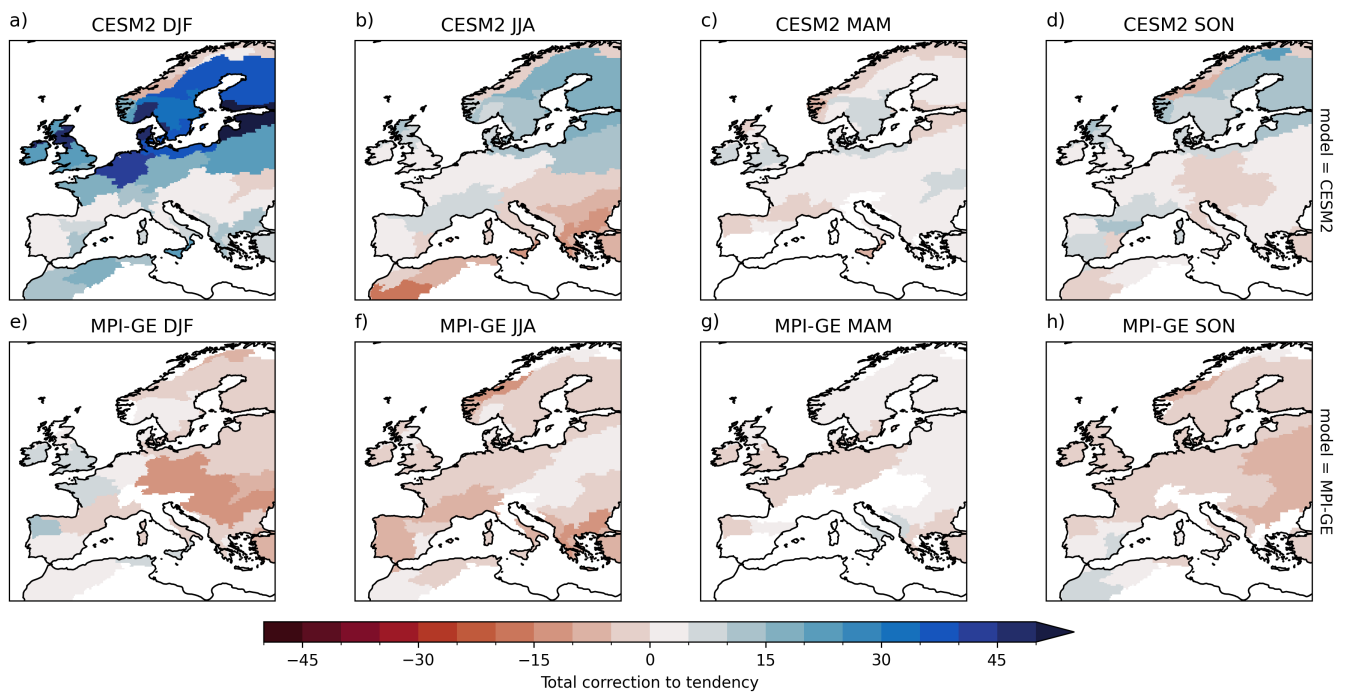 a) CESM2 DJF
b) CESM2 JJA
c) CESM2 MAM
d) CESM2 SON
model = CESM2
e) MPI-GE DJF
f) MPI-GE JJA
g) MPI-GE MAM
h) MPI-GE SON
model = MPI-GE
−45 −30 −15 0 15 30 45
Total correction to tendency